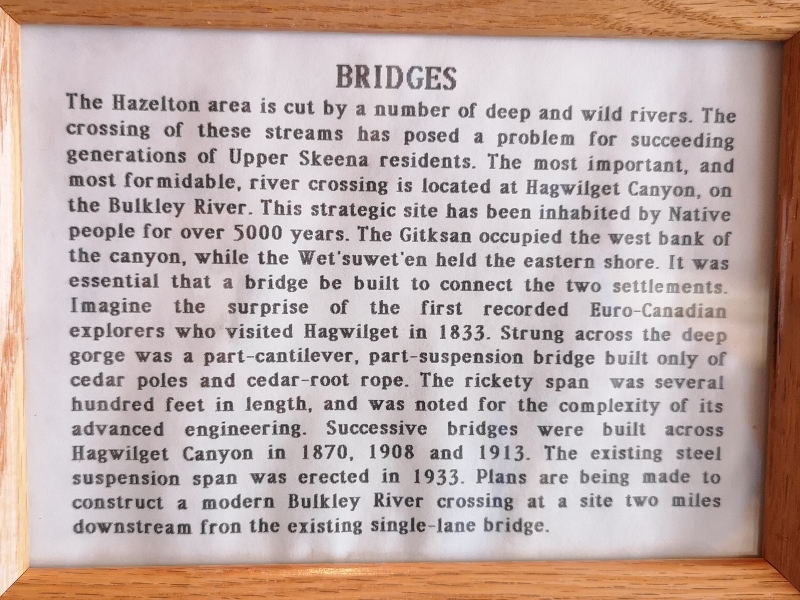 BRIDGES
The Hazelton area is cut by a number of deep and wild rivers. The
crossing of these streams has posed a problem for succeeding
generations of Upper Skeena residents. The most important, and
most formidable, river crossing is located at Hagwilget Canyon, on
the Bulkley River. This strategic site has been inhabited by Native
people for over 5000 years. The Gitksan occupied the west bank of
the canyon, while the Wet'suwet'en held the eastern shore. It was
essential that a bridge be built to connect the two settlements.
Imagine the surprise of the first recorded Euro-Canadian
explorers who visited Hagwilget in 1833. Strung across the deep
gorge was a part-cantilever, part-suspension bridge built only of
cedar poles and cedar-root rope. The rickety span was several
hundred feet in length, and was noted for the complexity of its
advanced engineering. Successive bridges were built across
Hagwilget Canyon in 1870, 1908 and 1913. The existing steel
suspension span was erected in 1933. Plans are being made to
construct a modern Bulkley River crossing at a site two miles
downstream fron the existing single-lane bridge.